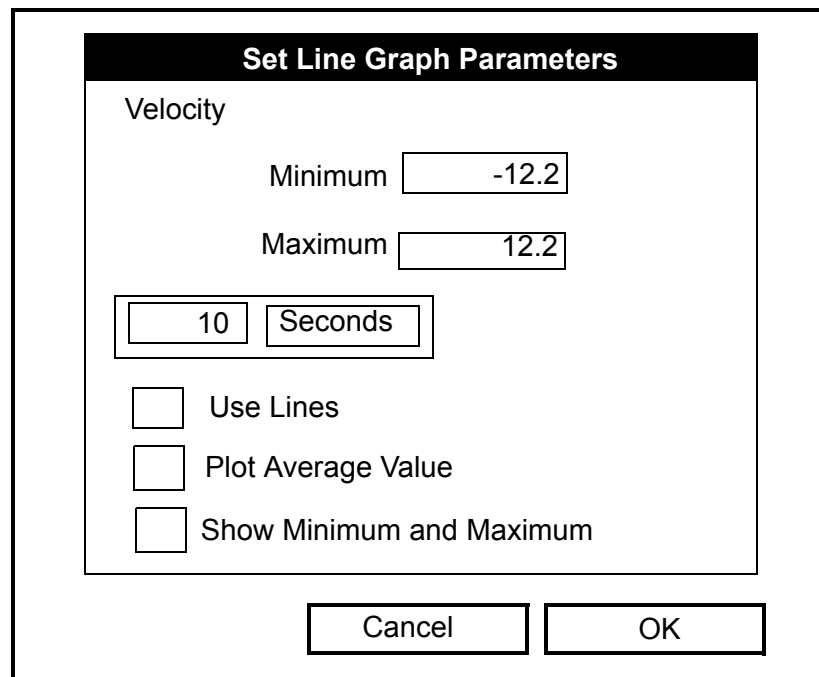 Set Line Graph Parameters
Velocity
Minimum -12.2
Maximum 12.2
10 Seconds
Use Lines
Plot Average Value
Show Minimum and Maximum
Cancel OK